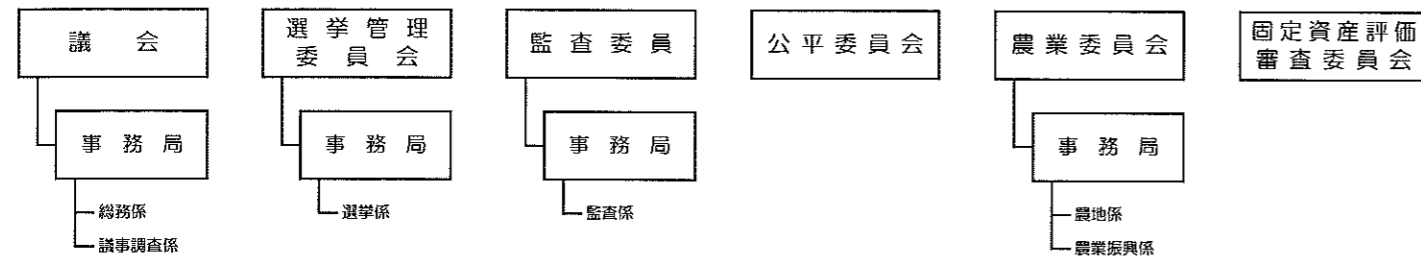 議会
選挙管理
委員会
監査委員
公平委員会
農業委員会
固定資産評価
審査委員会
事務局
事務局
事務局
事務局
総務係
議事調査係
選挙係
監査係
農地係
農業振興係